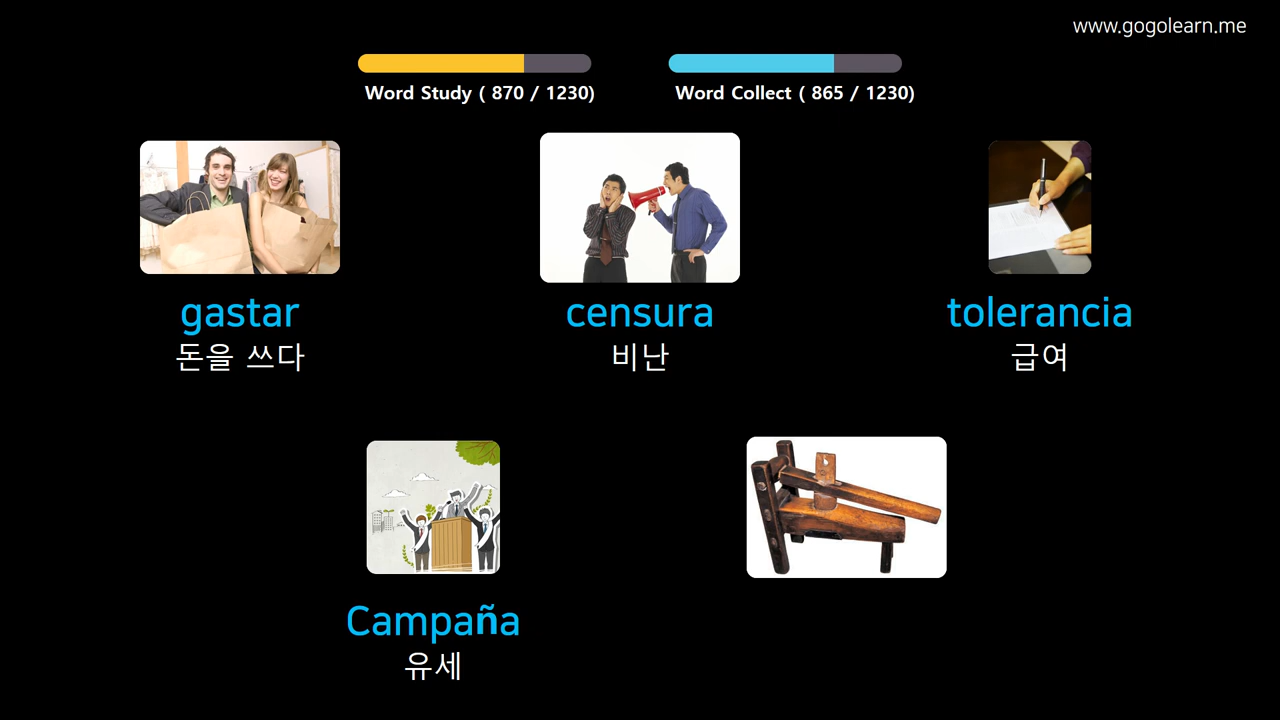 www.gogolearn.me
Word Study ( 870 / 1230)
Word Collect ( 865 / 1230)
gastar
돈을 쓰다
censura
비난
tolerancia
급여
Campaña
유세